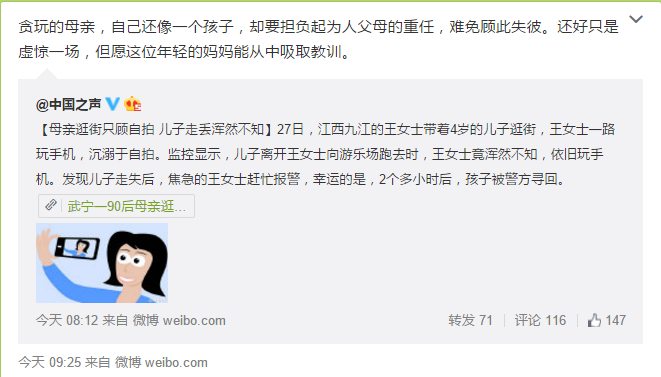 贪玩的母亲，自己还像一个孩子，却要担负起为人父母的重任，难免顾此失彼。还好只是
虚惊一场，但愿这位年轻的妈妈能从中吸取教训。
@中国之声
【母亲逛街只顾自拍 儿子走丢浑然不知】27日，江西九江的王女士带着4岁的儿子逛街，王女士一路
玩手机，沉溺于自拍。监控显示，儿子离开王女士向游乐场跑去时，王女士竟浑然不知，依旧玩手
机。发现儿子走失后，焦急的王女士赶忙报警，幸运的是，2个多小时后，孩子被警方寻回。
武宁一90后母亲逛...
今天 08:12 来自 微博 weibo.com 转发 71 评论 116 147
今天 09:25 来自 微博 weibo.com